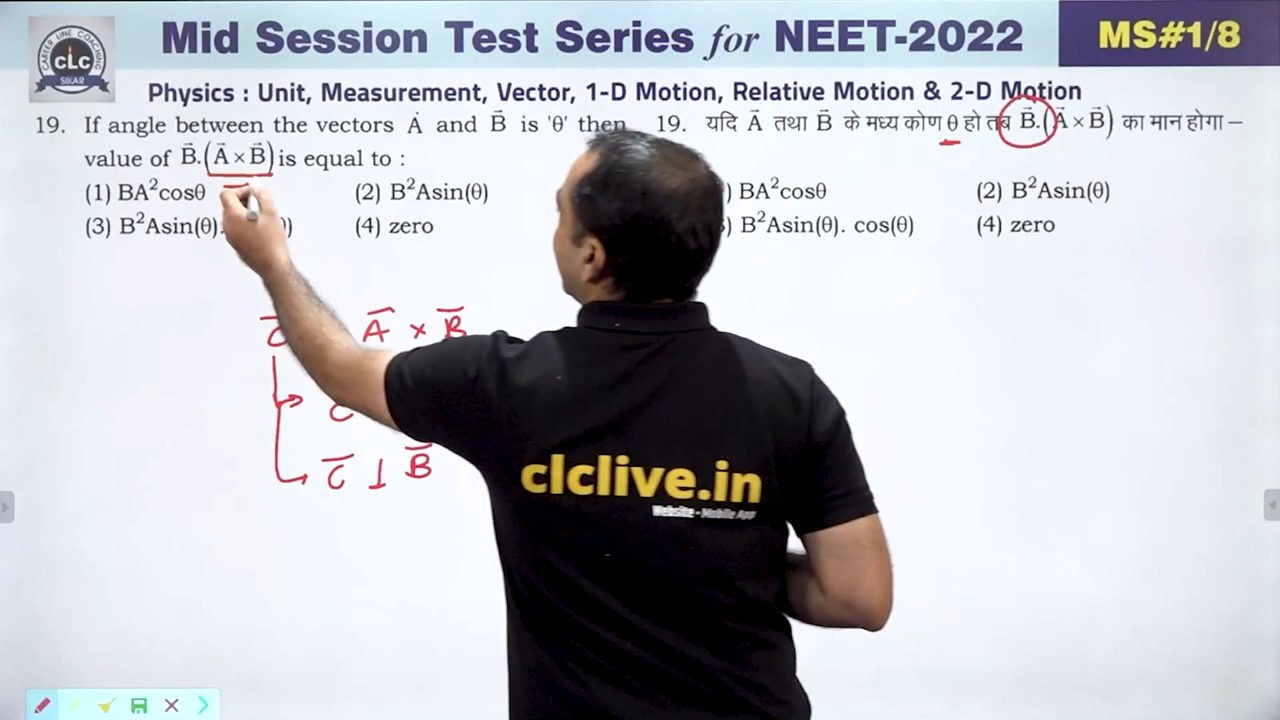 Mid Session Test Series for NEET-2022
MS#1/8
CAREER LINE COACHING
CLC
SIKAR
Physics : Unit, Measurement, Vector, 1-D Motion, Relative Motion & 2-D Motion
19. If angle between the vectors A⃗ and B⃗ is 'θ' then
value of B⃗.(A⃗ × B⃗) is equal to :
(1) BA²cosθ (2) B²Asin(θ)
(3) B²Asin(θ). (4) zero
19. यदि A⃗ तथा B⃗ के मध्य कोण θ हो तब B⃗.(A⃗ × B⃗) का मान होगा –
BA²cosθ (2) B²Asin(θ)
B²Asin(θ). cos(θ) (4) zero
A̅ × B̅
C̅ ⊥ B̅
clclive.in
Website - Mobile App